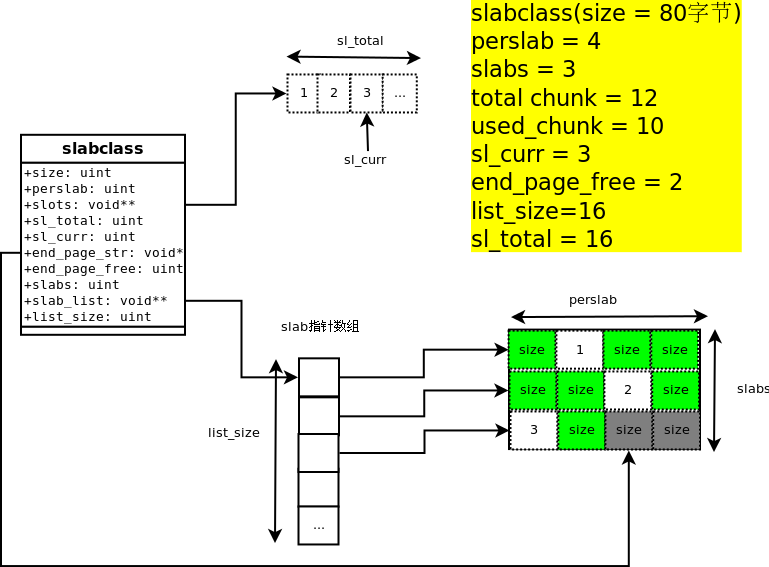 slabclass(size = 80字节)
perslab = 4
slabs = 3
total chunk = 12
used_chunk = 10
sl_curr = 3
end_page_free = 2
list_size=16
sl_total = 16
sl_total
1 2 3 ...
sl_curr
slabclass
+size: uint
+perslab: uint
+slots: void**
+sl_total: uint
+sl_curr: uint
+end_page_str: void*
+end_page_free: uint
+slabs: uint
+slab_list: void**
+list_size: uint
slab指针数组
list_size
...
perslab
size 1 size size
size size 2 size
3 size size size
slabs